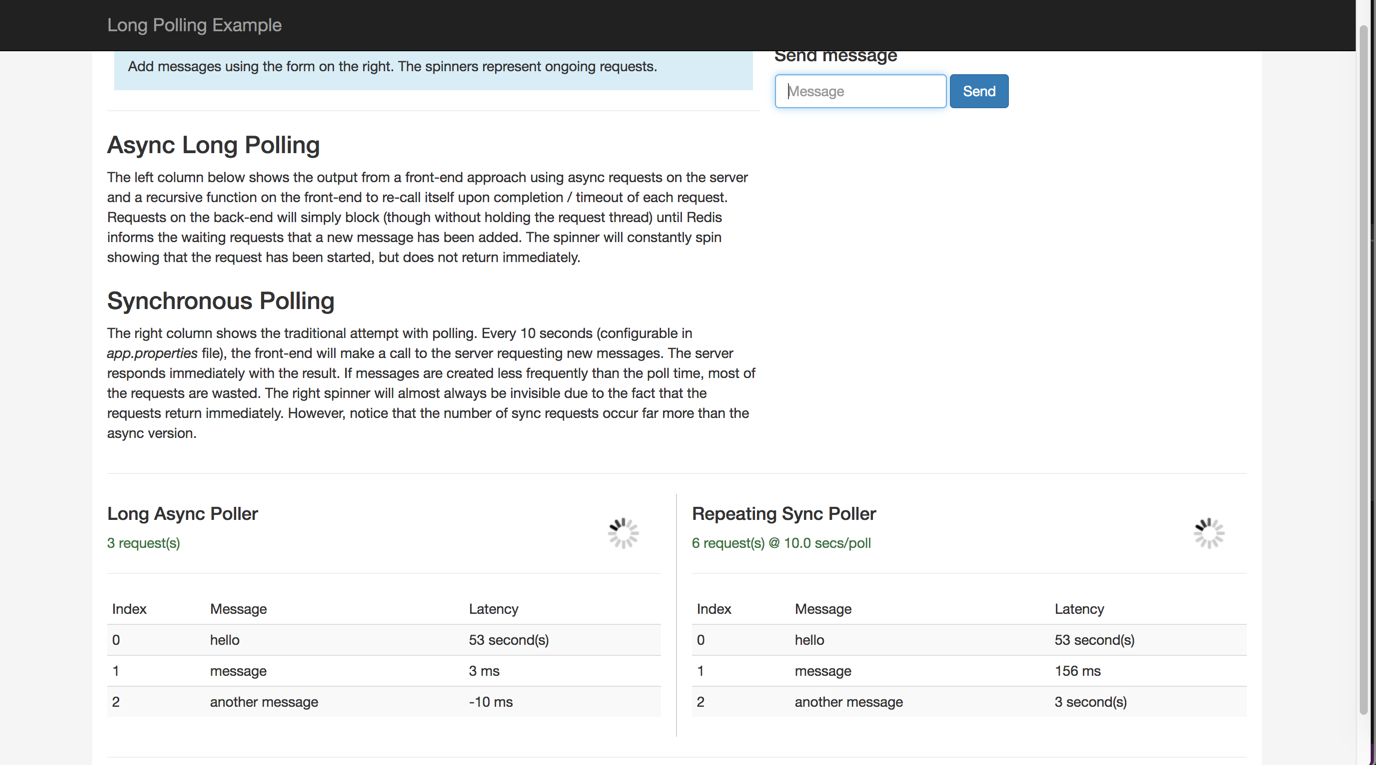 Long Polling Example
Add messages using the form on the right. The spinners represent ongoing requests.
Send message
Message
Send
Async Long Polling
The left column below shows the output from a front-end approach using async requests on the server
and a recursive function on the front-end to re-call itself upon completion / timeout of each request.
Requests on the back-end will simply block (though without holding the request thread) until Redis
informs the waiting requests that a new message has been added. The spinner will constantly spin
showing that the request has been started, but does not return immediately.
Synchronous Polling
The right column shows the traditional attempt with polling. Every 10 seconds (configurable in
app.properties file), the front-end will make a call to the server requesting new messages. The server
responds immediately with the result. If messages are created less frequently than the poll time, most of
the requests are wasted. The right spinner will almost always be invisible due to the fact that the
requests return immediately. However, notice that the number of sync requests occur far more than the
async version.
Long Async Poller
3 request(s)
Index Message Latency
0 hello 53 second(s)
1 message 3 ms
2 another message -10 ms
Repeating Sync Poller
6 request(s) @ 10.0 secs/poll
Index Message Latency
0 hello 53 second(s)
1 message 156 ms
2 another message 3 second(s)